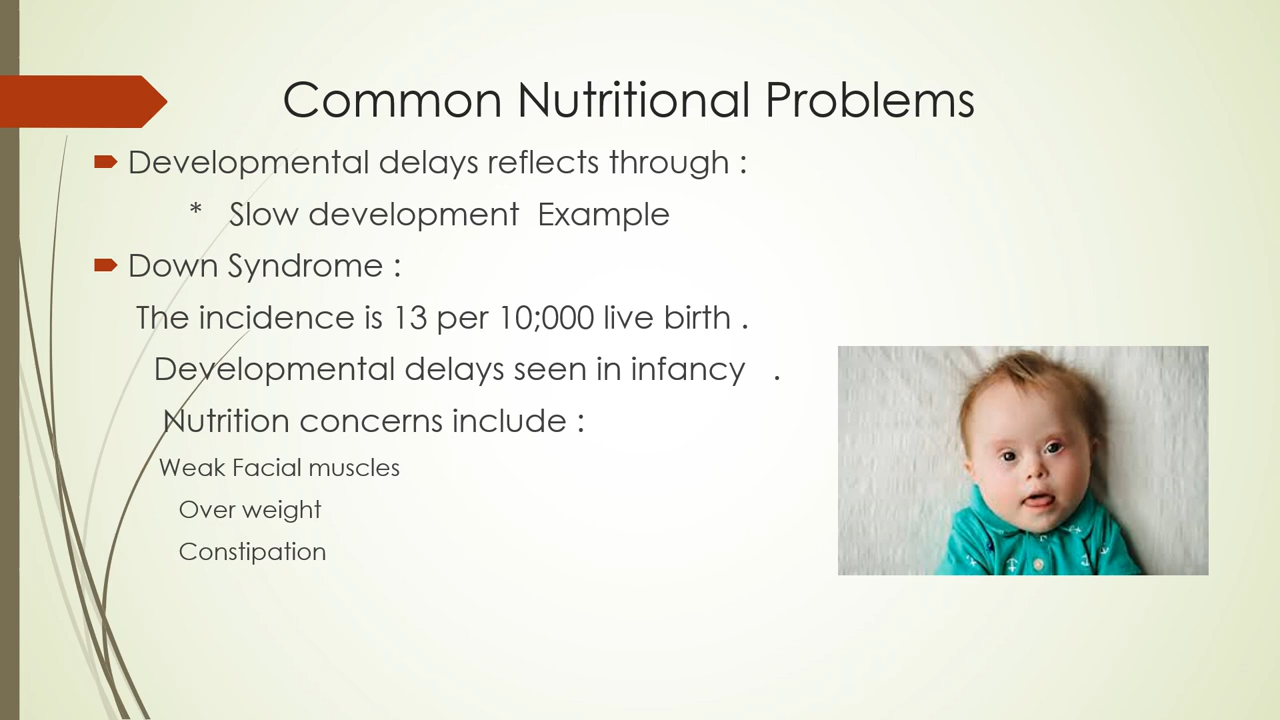 Common Nutritional Problems
Developmental delays reflects through :
* Slow development Example
Down Syndrome :
The incidence is 13 per 10;000 live birth .
Developmental delays seen in infancy .
Nutrition concerns include :
Weak Facial muscles
Over weight
Constipation